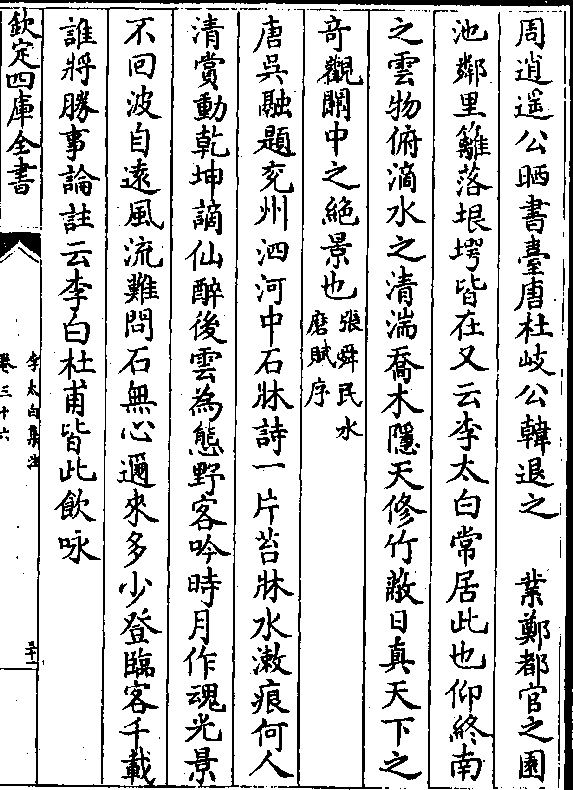 周逍遥公晒書臺唐杜岐公韓退之　業鄭都官之園
池鄰里籬落垠堮皆在又云李太白常居此也仰終南
之雲物俯滈水之清湍喬木隱天修竹蔽日真天下之
奇觀關中之絶景也張舜民水
磨賦序
唐吳融題兖州泗河中石牀詩一片苔牀水漱痕何人
清賞動乾坤謫仙醉後雲為態野客吟時月作魂光景
不回波自遠風流難問石無心邇來多少登臨客千載
誰將勝事論註云李白杜甫皆此飲咏
欽定四庫全書
李太白集注
卷三十六